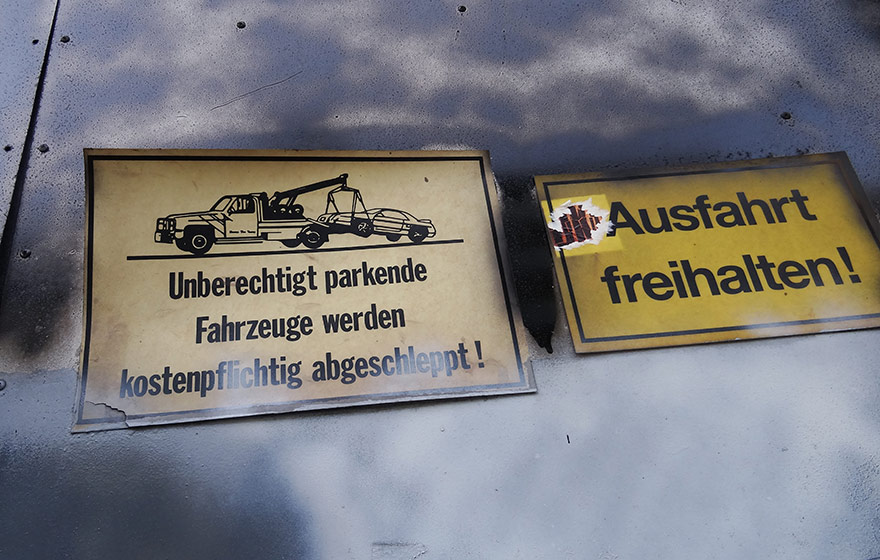 Unberechtigt parkende
Fahrzeuge werden
kostenpflichtig abgeschleppt!
Ausfahrt
freihalten!